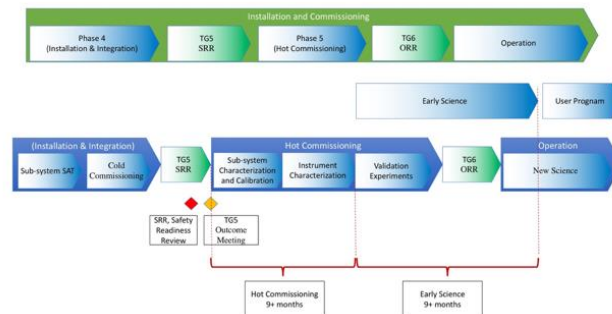 Installation and Commissioning
Phase 4
(Installation & Integration)
TG5
SRR
Phase 5
(Hot Commissioning)
TG6
ORR
Operation
Early Science
User Program
(Installation & Integration)
Sub-system SAT
Cold
Commissioning
TG5
SRR
Hot Commissioning
Sub-system
Characterization
and Calibration
Instrument
Characterization
Validation
Experiments
TG6
ORR
Operation
New Science
SRR, Safety
Readiness
Review
TG5
Outcome
Meeting
Hot Commissioning
9+ months
Early Science
9+ months